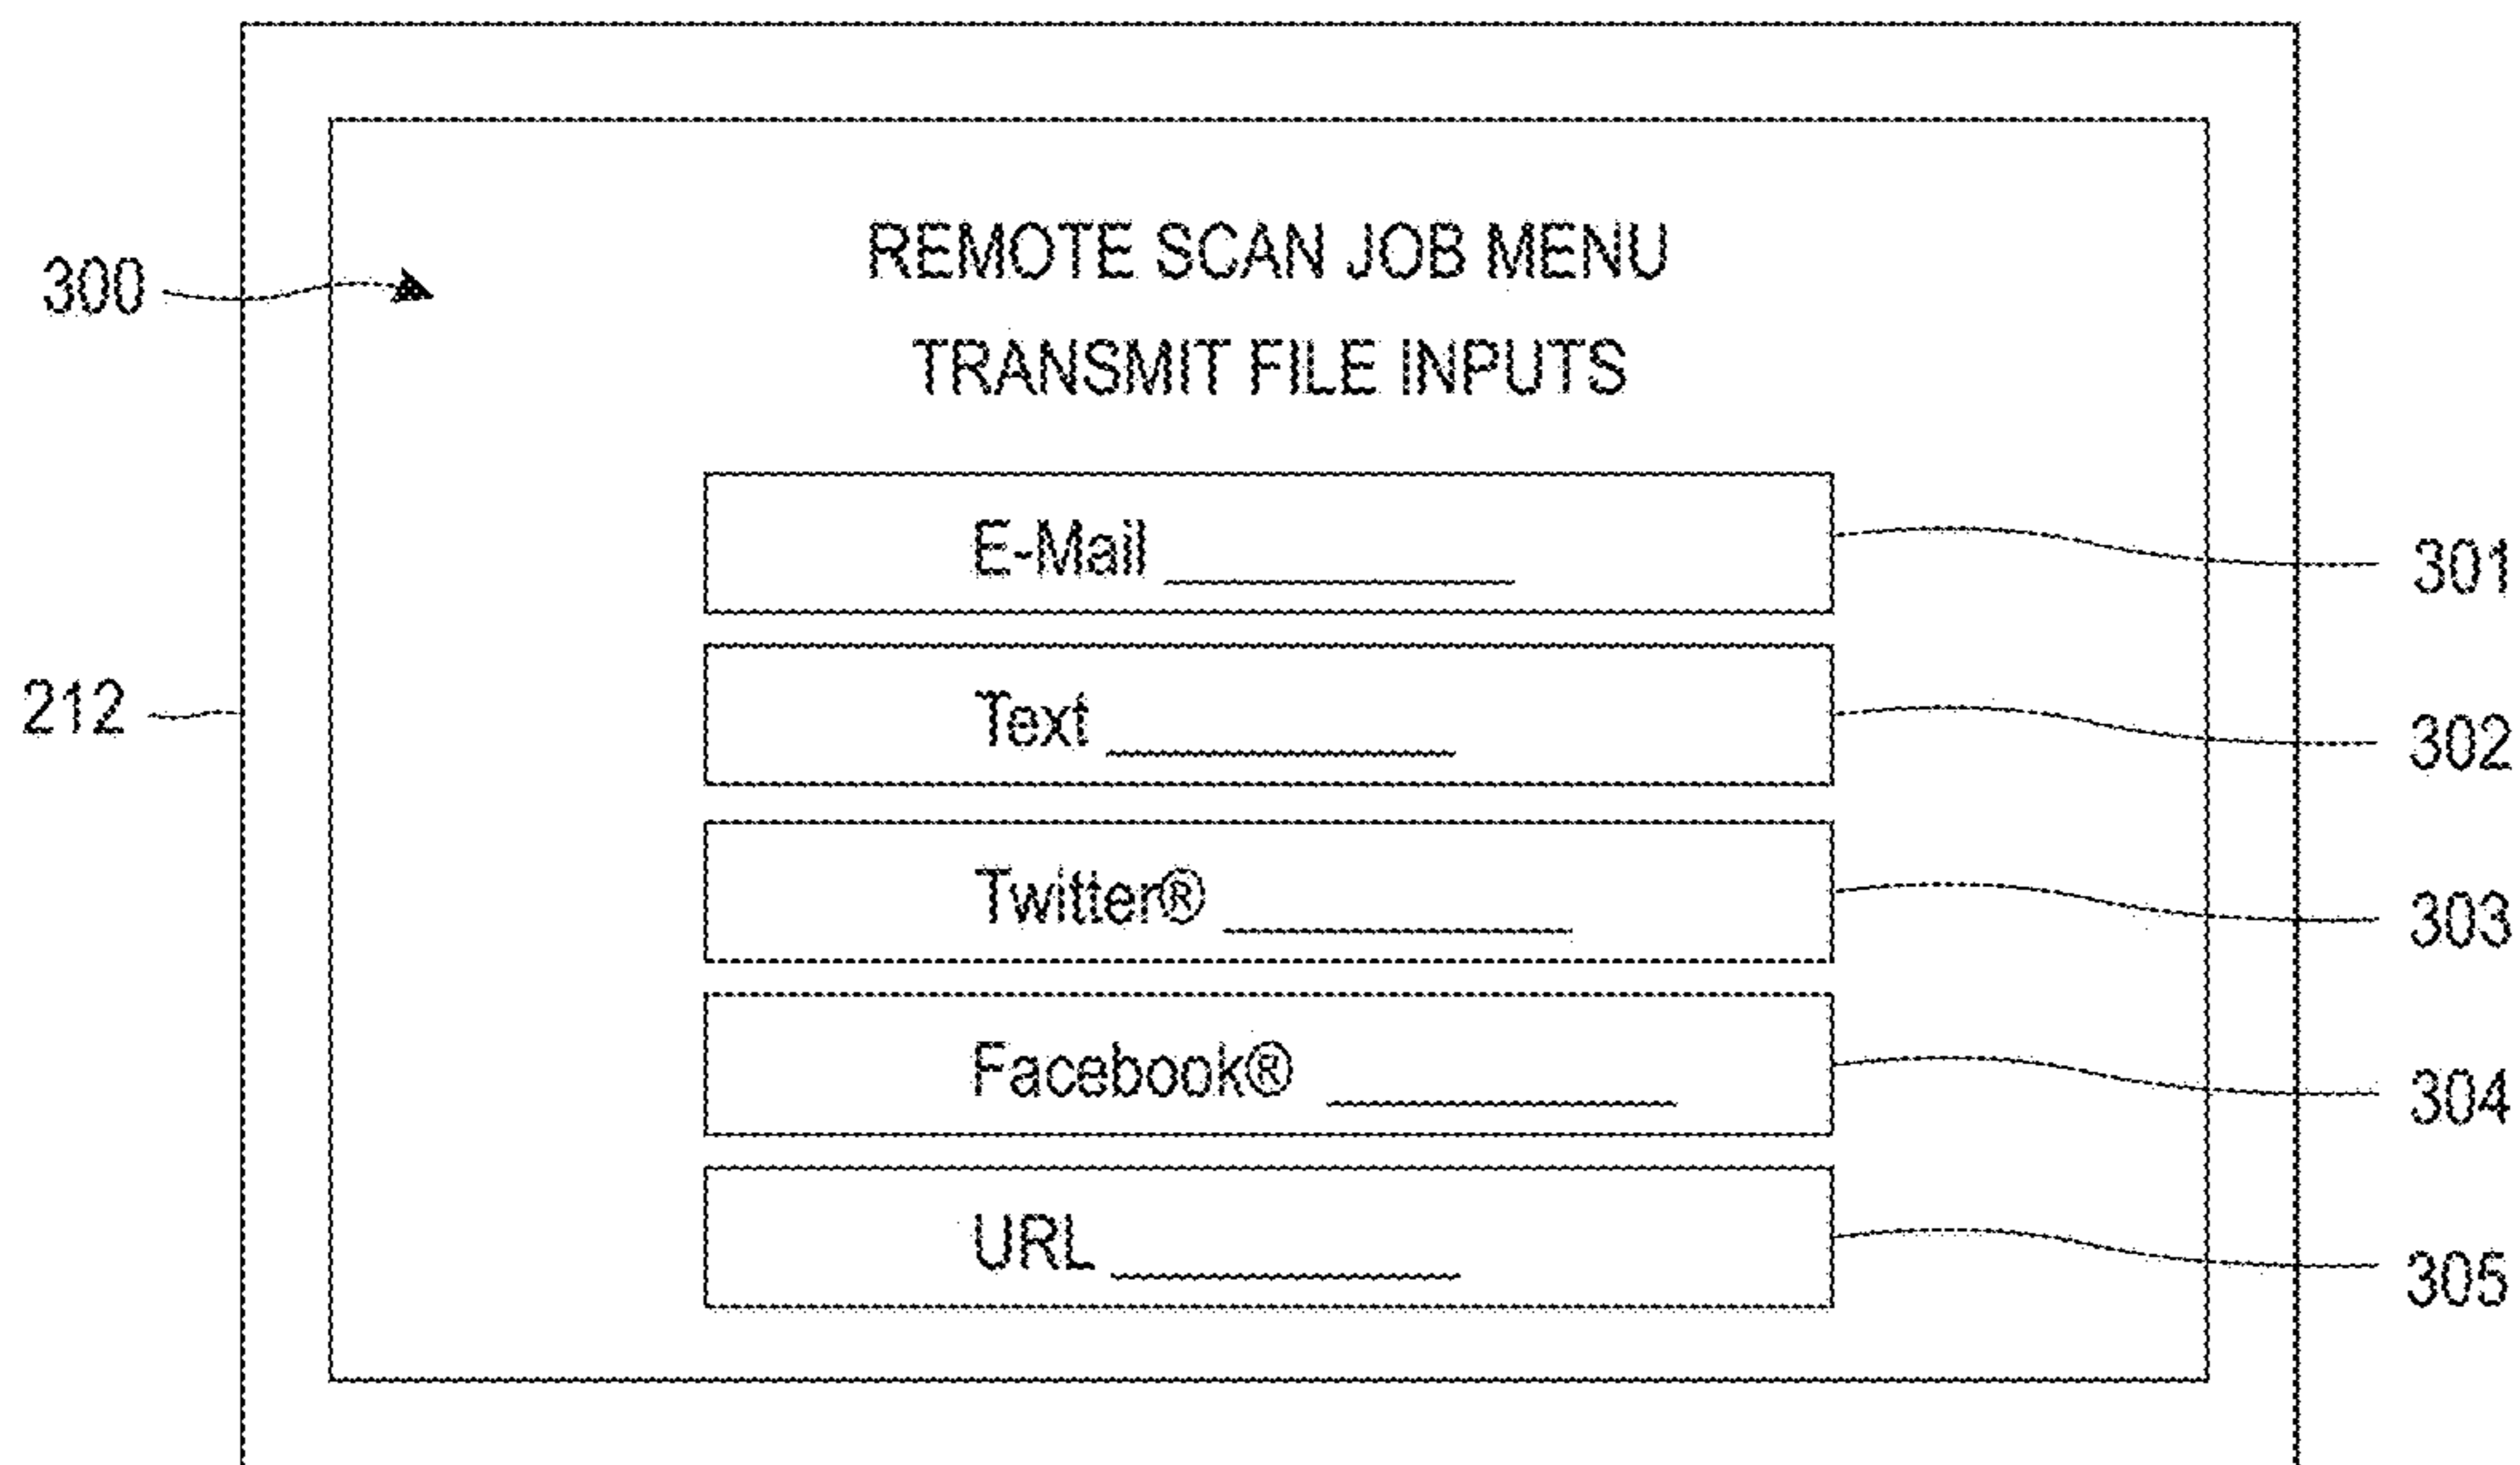 REMOTE SCAN JOB MENU
300
TRANSMIT FILE INPUTS
E-Mail
301
Text
302
212
Twitter®
303
Facebook®
304
URL
305